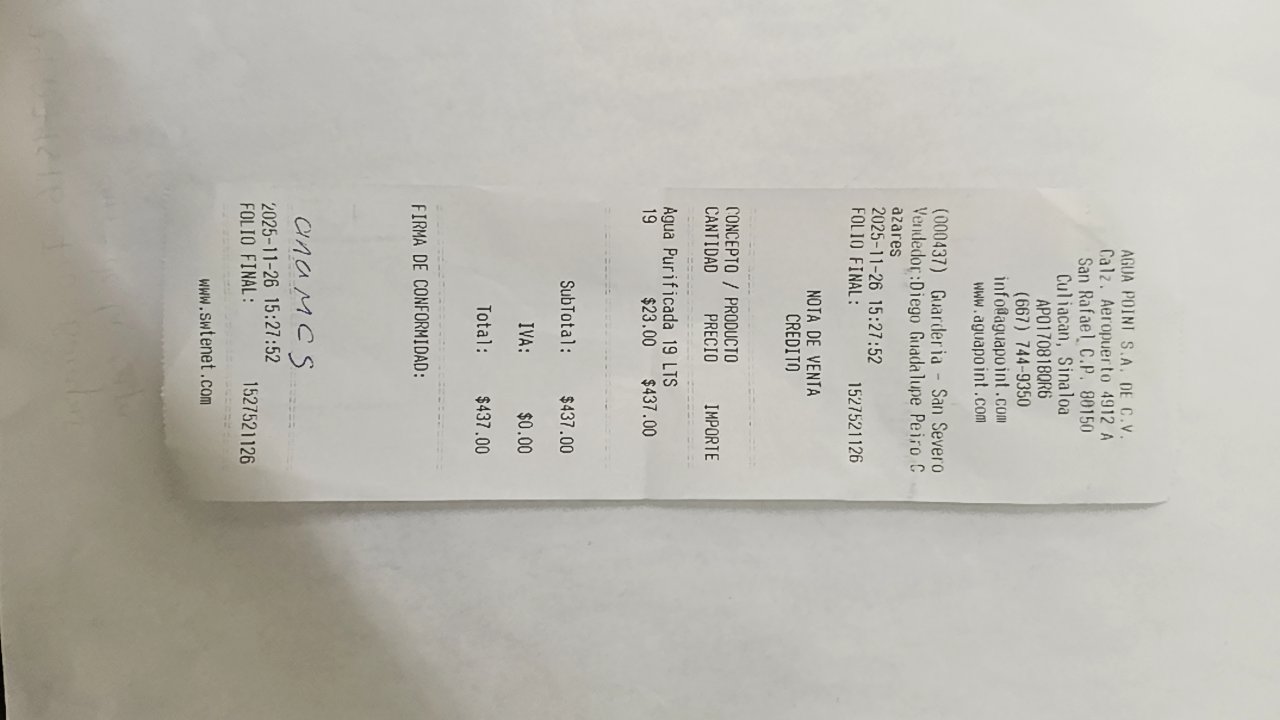 AGUA POINT S.A. DE C.V.
Calz. Aeropuerto 4912 A
San Rafael C.P. 80150
Culiacan, Sinaloa
APO170818QR6
(667) 744-9350
info@aguapoint.com
www.aguapoint.com
(000437) Guarderia - San Severo
Vendedor:Diego Guadalupe Peiro C
azares
2025-11-26 15:27:52
FOLIO FINAL: 1527521126
NOTA DE VENTA
CREDITO
CONCEPTO / PRODUCTO
CANTIDAD PRECIO IMPORTE
Agua Purificada 19 LTS
19 $23.00 $437.00
SubTotal: $437.00
IVA: $0.00
Total: $437.00
FIRMA DE CONFORMIDAD:
2025-11-26 15:27:52
FOLIO FINAL: 1527521126
www.swtenet.com